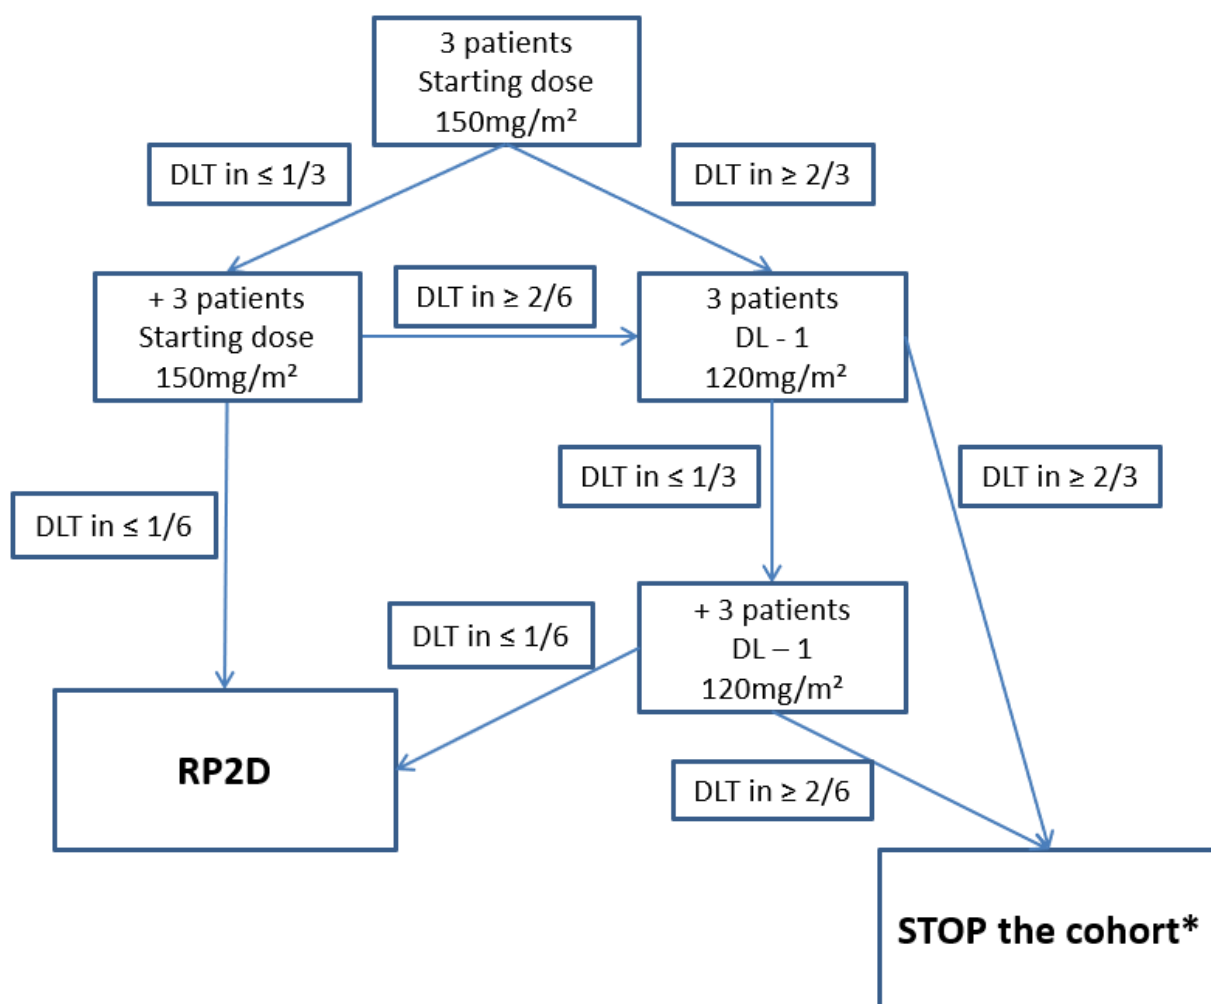 3 patients
Starting dose
150mg/m²
DLT in ≤ 1/3
DLT in ≥ 2/3
+ 3 patients
Starting dose
150mg/m²
DLT in ≥ 2/6
3 patients
DL - 1
120mg/m²
DLT in ≤ 1/3
DLT in ≥ 2/3
DLT in ≤ 1/6
+ 3 patients
DL – 1
120mg/m²
DLT in ≤ 1/6
RP2D
DLT in ≥ 2/6
STOP the cohort*